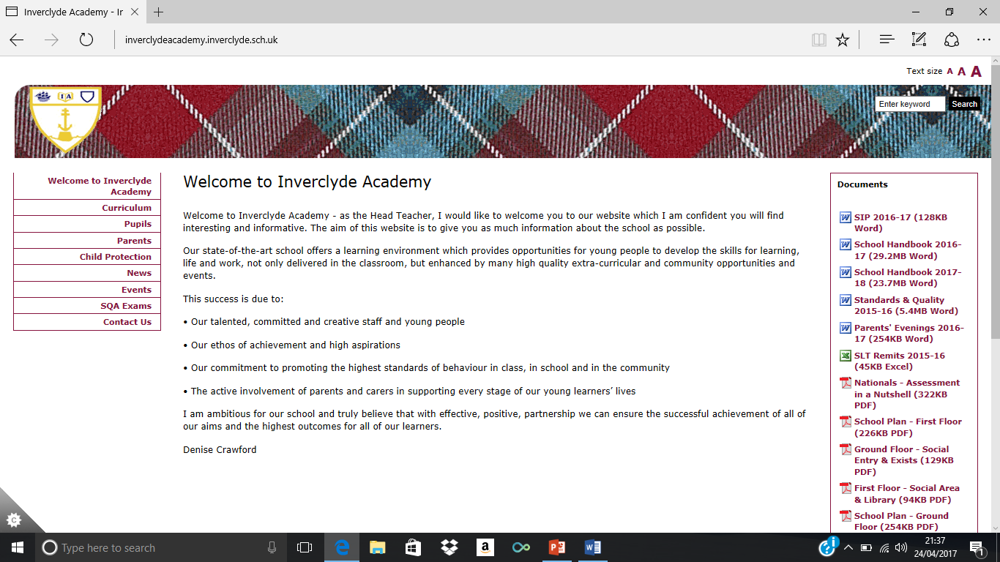 Inverclyde Academy - Ir
inverclydeacademy.inverclyde.sch.uk
Text size A A A
I A
Enter keyword
Search
Welcome to Inverclyde
Academy
Curriculum
Pupils
Parents
Child Protection
News
Events
SQA Exams
Contact Us
Welcome to Inverclyde Academy
Welcome to Inverclyde Academy - as the Head Teacher, I would like to welcome you to our website which I am confident you will find
interesting and informative. The aim of this website is to give you as much information about the school as possible.
Our state-of-the-art school offers a learning environment which provides opportunities for young people to develop the skills for learning,
life and work, not only delivered in the classroom, but enhanced by many high quality extra-curricular and community opportunities and
events.
This success is due to:
• Our talented, committed and creative staff and young people
• Our ethos of achievement and high aspirations
• Our commitment to promoting the highest standards of behaviour in class, in school and in the community
• The active involvement of parents and carers in supporting every stage of our young learners’ lives
I am ambitious for our school and truly believe that with effective, positive, partnership we can ensure the successful achievement of all of
our aims and the highest outcomes for all of our learners.
Denise Crawford
Documents
SIP 2016-17 (128KB
Word)
School Handbook 2016-
17 (29.2MB Word)
School Handbook 2017-
18 (23.7MB Word)
Standards & Quality
2015-16 (5.4MB Word)
Parents' Evenings 2016-
17 (254KB Word)
SLT Remits 2015-16
(45KB Excel)
Nationals - Assessment
in a Nutshell (322KB
PDF)
School Plan - First Floor
(226KB PDF)
Ground Floor - Social
Entry & Exists (129KB
PDF)
First Floor - Social Area
& Library (94KB PDF)
School Plan - Ground
Floor (254KB PDF)
Type here to search
21:37
24/04/2017
1